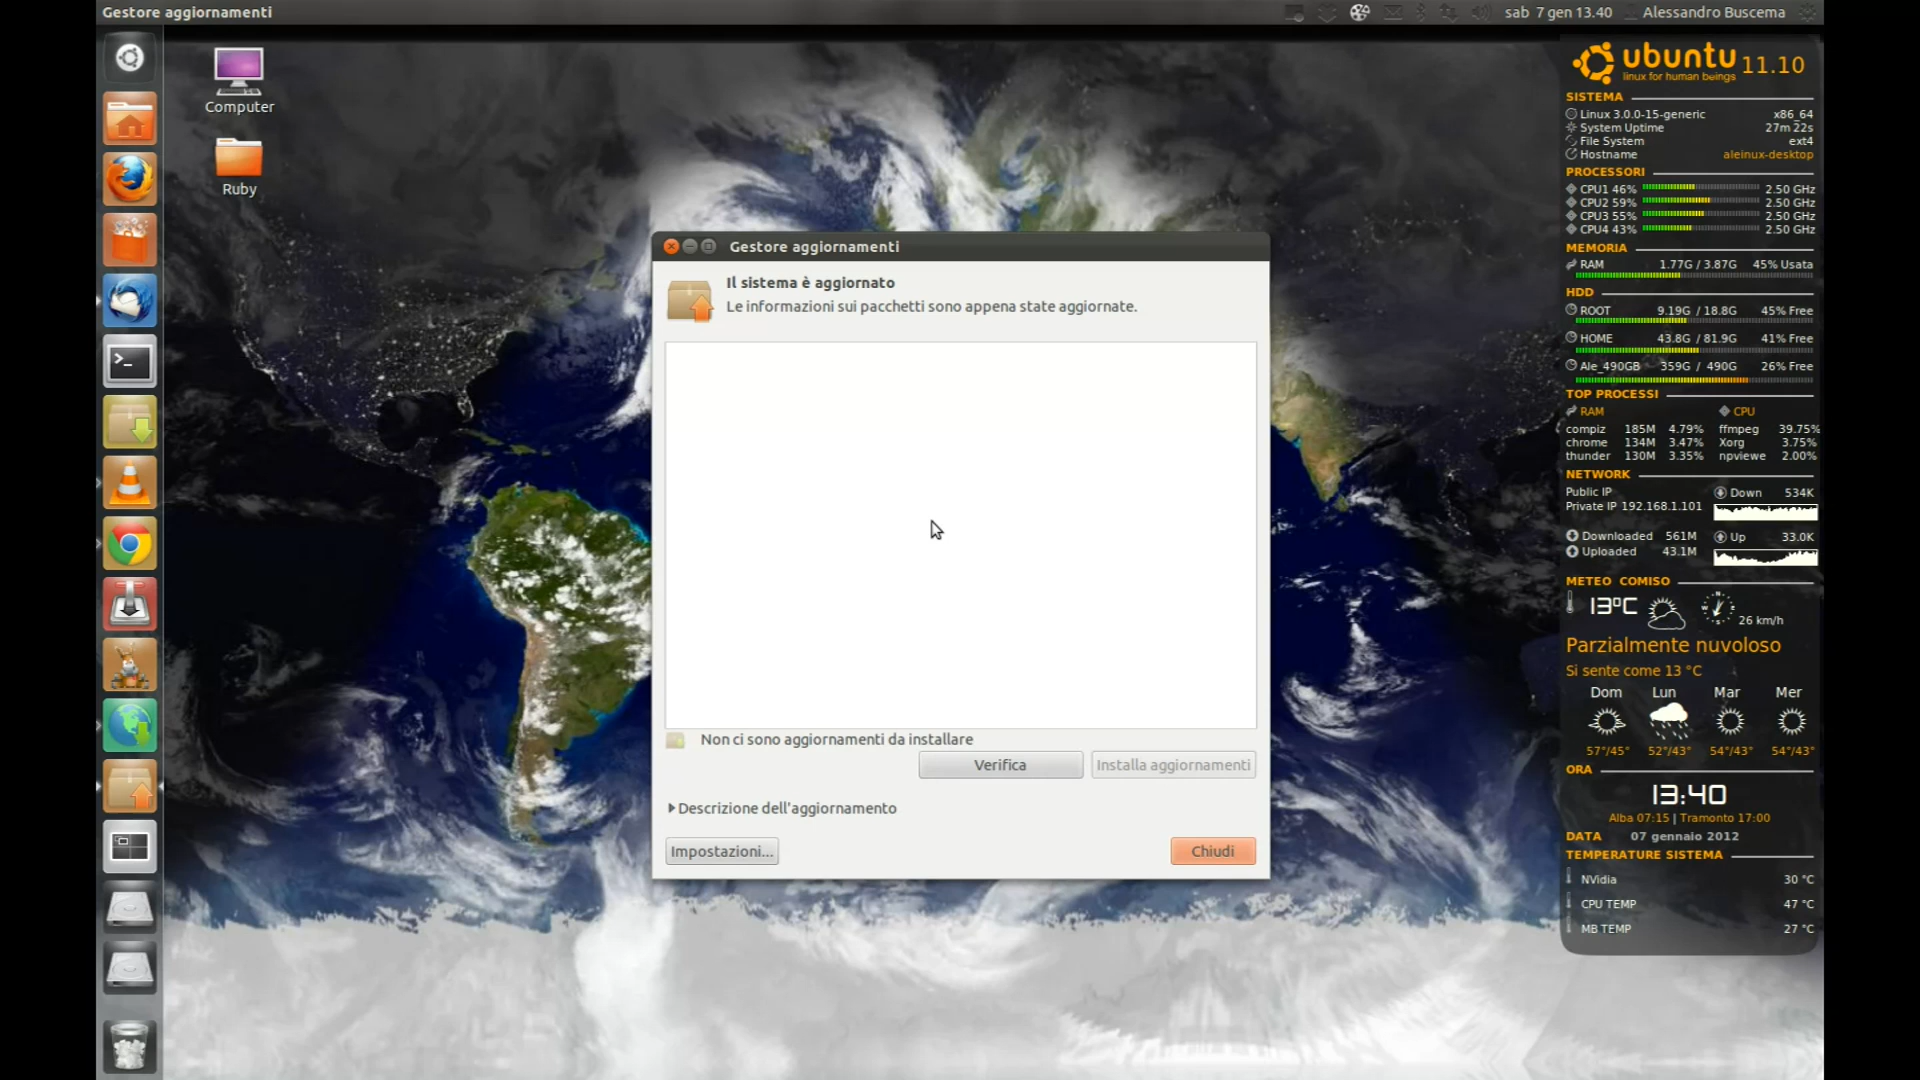 Gestore aggiornamenti
sab 7 gen 13.40
Alessandro Buscema
Computer
Ruby
Gestore aggiornamenti
Il sistema è aggiornato
Le informazioni sui pacchetti sono appena state aggiornate.
Non ci sono aggiornamenti da installare
Verifica
Installa aggiornamenti
Descrizione dell'aggiornamento
Impostazioni...
Chiudi
ubuntu 11.10
linux for human beings
SISTEMA
Linux 3.0.0-15-generic x86_64
System Uptime 27m 22s
File System ext4
Hostname aleinux-desktop
PROCESSORI
CPU1 46% 2.50 GHz
CPU2 59% 2.50 GHz
CPU3 55% 2.50 GHz
CPU4 43% 2.50 GHz
MEMORIA
RAM 1.77G / 3.87G 45% Usata
HDD
ROOT 9.19G / 18.8G 45% Free
HOME 43.8G / 81.9G 41% Free
Ale_490GB 359G / 490G 26% Free
TOP PROCESSI
RAM CPU
compiz 185M 4.79% ffmpeg 39.75%
chrome 134M 3.47% Xorg 3.75%
thunder 130M 3.35% npviewe 2.00%
NETWORK
Public IP Down 534K
Private IP 192.168.1.101
Downloaded 561M Up 33.0K
Uploaded 43.1M
METEO COMISO
13°C 26 km/h
Parzialmente nuvoloso
Si sente come 13 °C
Dom Lun Mar Mer
57°/45° 52°/43° 54°/43° 54°/43°
ORA
13:40
Alba 07:15 | Tramonto 17:00
DATA 07 gennaio 2012
TEMPERATURE SISTEMA
NVidia 30 °C
CPU TEMP 47 °C
MB TEMP 27 °C